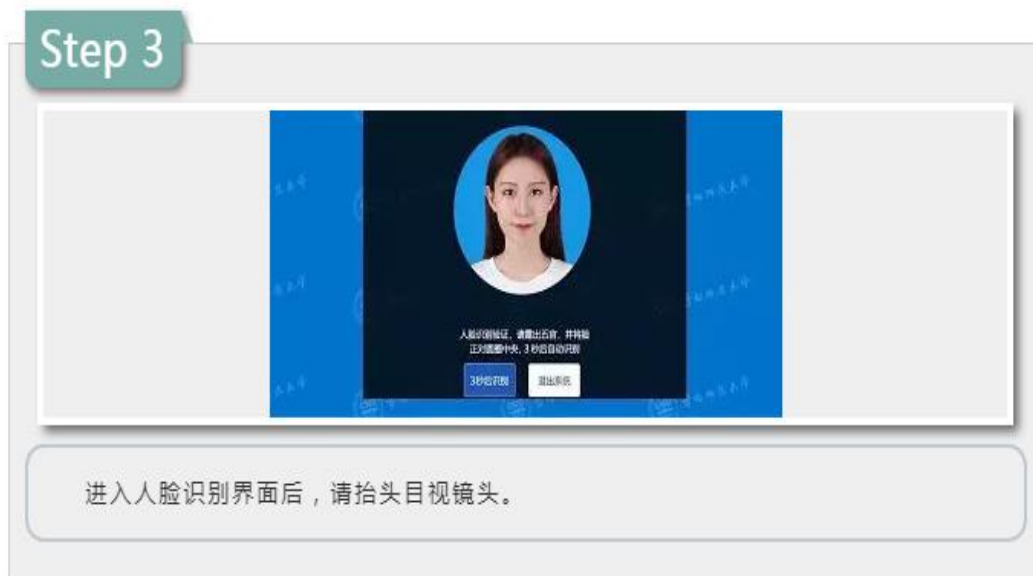 Step 3
人脸识别验证，请露出五官，并将脸
正对圆圈中央，3 秒后自动识别
3秒后识别
退出系统
进入人脸识别界面后，请抬头目视镜头。